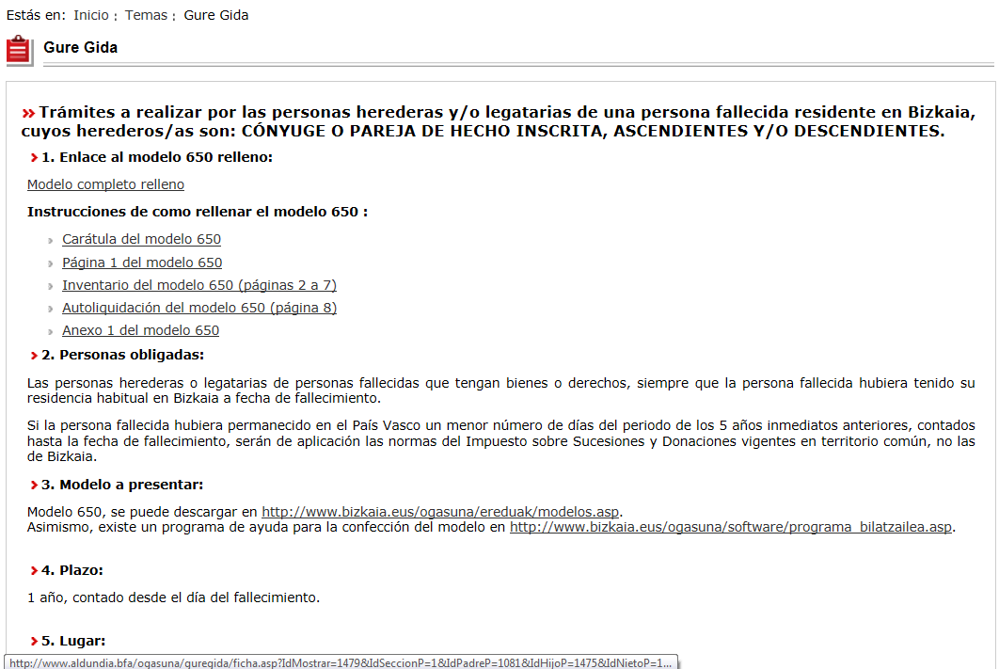 Estás en: Inicio ; Temas ; Gure Gida
Gure Gida
» Trámites a realizar por las personas herederas y/o legatarias de una persona fallecida residente en Bizkaia,
cuyos herederos/as son: CÓNYUGE O PAREJA DE HECHO INSCRITA, ASCENDIENTES Y/O DESCENDIENTES.
1. Enlace al modelo 650 relleno:
Modelo completo relleno
Instrucciones de como rellenar el modelo 650 :
» Carátula del modelo 650
» Página 1 del modelo 650
» Inventario del modelo 650 (páginas 2 a 7)
» Autoliquidación del modelo 650 (página 8)
» Anexo 1 del modelo 650
2. Personas obligadas:
Las personas herederas o legatarias de personas fallecidas que tengan bienes o derechos, siempre que la persona fallecida hubiera tenido su
residencia habitual en Bizkaia a fecha de fallecimiento.
Si la persona fallecida hubiera permanecido en el País Vasco un menor número de días del periodo de los 5 años inmediatos anteriores, contados
hasta la fecha de fallecimiento, serán de aplicación las normas del Impuesto sobre Sucesiones y Donaciones vigentes en territorio común, no las
de Bizkaia.
3. Modelo a presentar:
Modelo 650, se puede descargar en http://www.bizkaia.eus/ogasuna/ereduak/modelos.asp.
Asimismo, existe un programa de ayuda para la confección del modelo en http://www.bizkaia.eus/ogasuna/software/programa_bilatzailea.asp.
4. Plazo:
1 año, contado desde el día del fallecimiento.
5. Lugar:
http://www.aldundia.bfa/ogasuna/guregida/ficha.asp?IdMostrar=1479&IdSeccionP=1&IdPadreP=1081&IdHijoP=1475&IdNietoP=1...